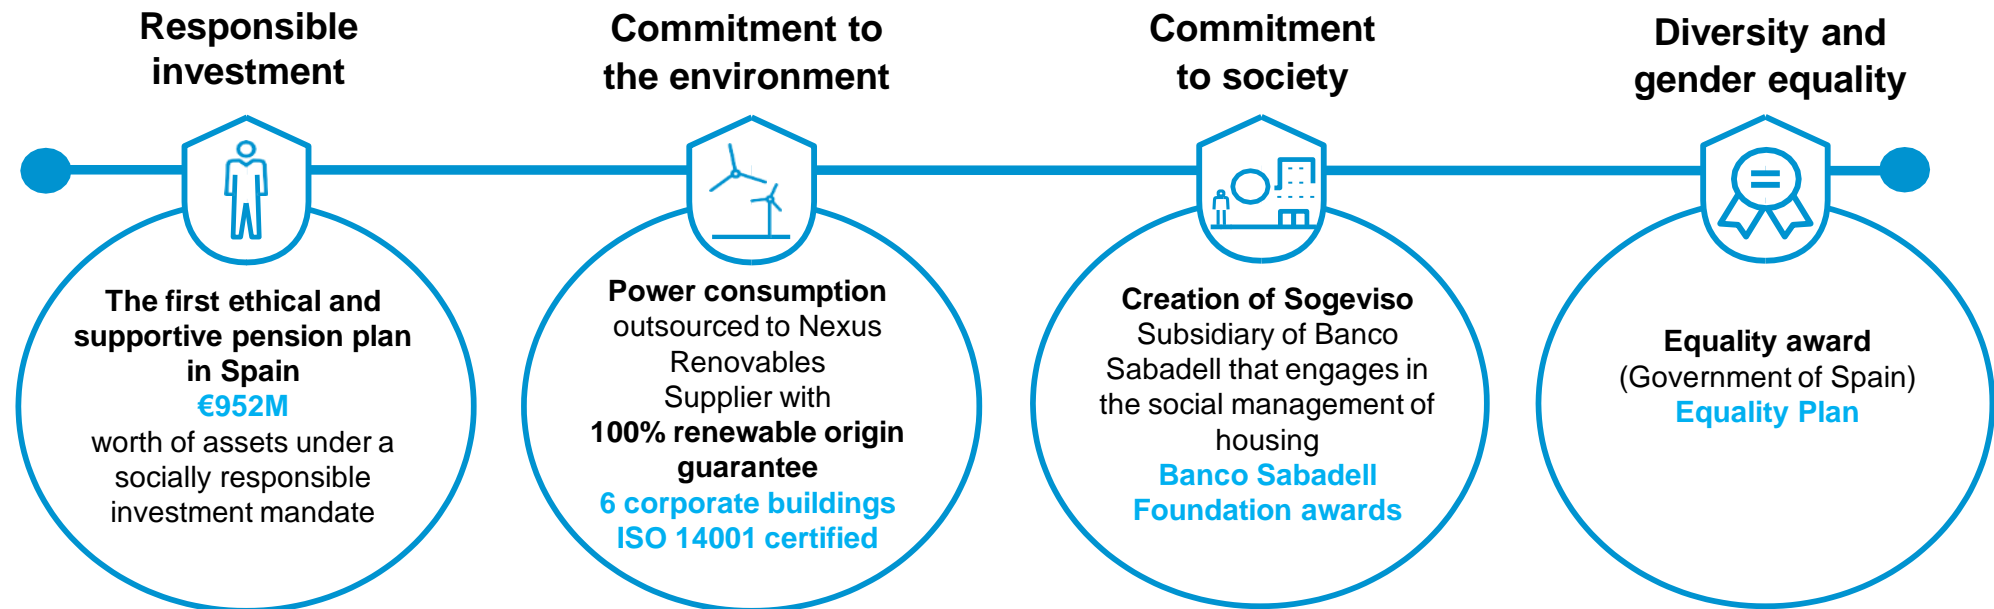 Responsible
investment
The first ethical and
supportive pension plan
in Spain
€952M
worth of assets under a
socially responsible
investment mandate
Commitment to
the environment
Power consumption
outsourced to Nexus
Renovables
Supplier with
100% renewable origin
guarantee
6 corporate buildings
ISO 14001 certified
Commitment
to society
Creation of Sogeviso
Subsidiary of Banco
Sabadell that engages in
the social management of
housing
Banco Sabadell
Foundation awards
Diversity and
gender equality
Equality award
(Government of Spain)
Equality Plan